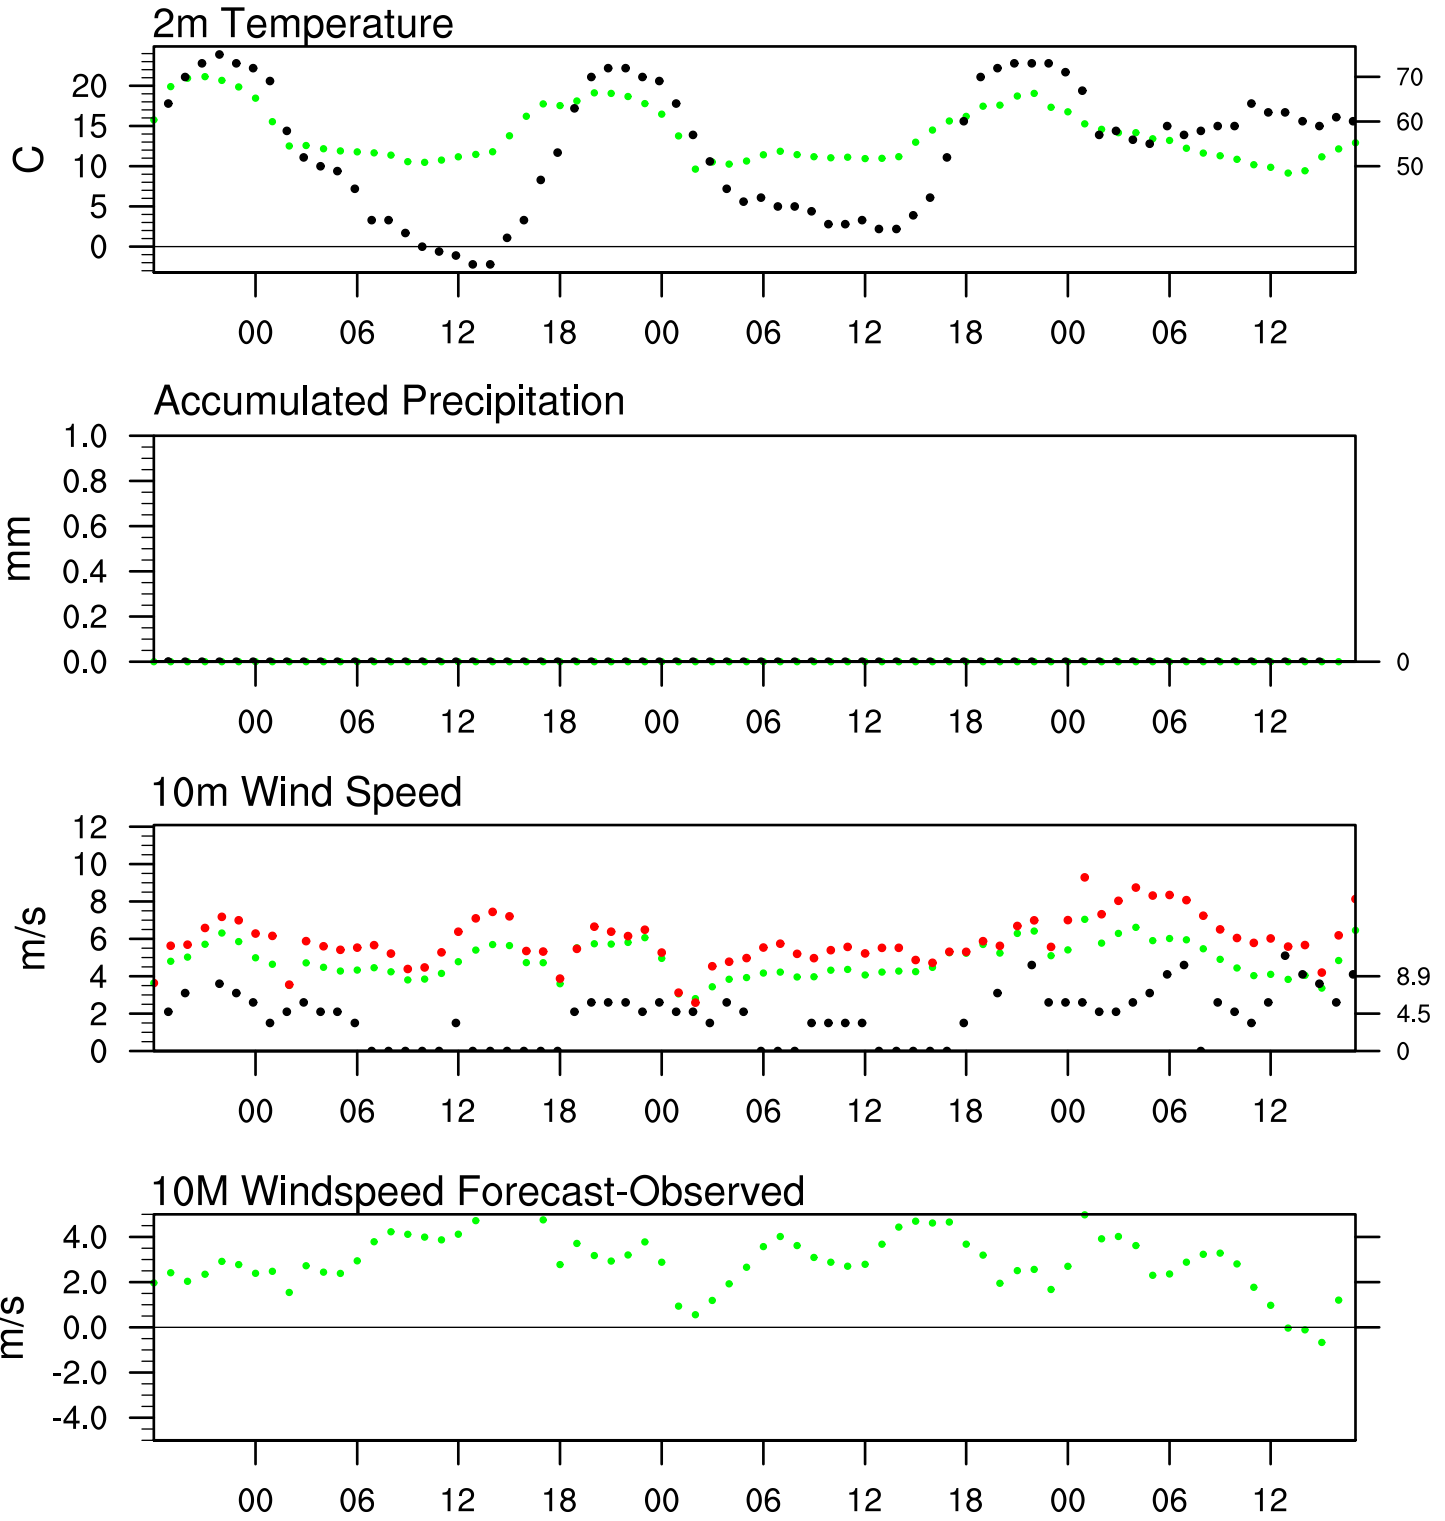 2m Temperature
20
15
10
5
0
C
70
60
50
00 06 12 18 00 06 12 18 00 06 12
Accumulated Precipitation
1.0
0.8
0.6
0.4
0.2
0.0
mm
0
00 06 12 18 00 06 12 18 00 06 12
10m Wind Speed
12
10
8
6
4
2
0
m/s
8.9
4.5
0
00 06 12 18 00 06 12 18 00 06 12
10M Windspeed Forecast-Observed
4.0
2.0
0.0
-2.0
-4.0
m/s
00 06 12 18 00 06 12 18 00 06 12